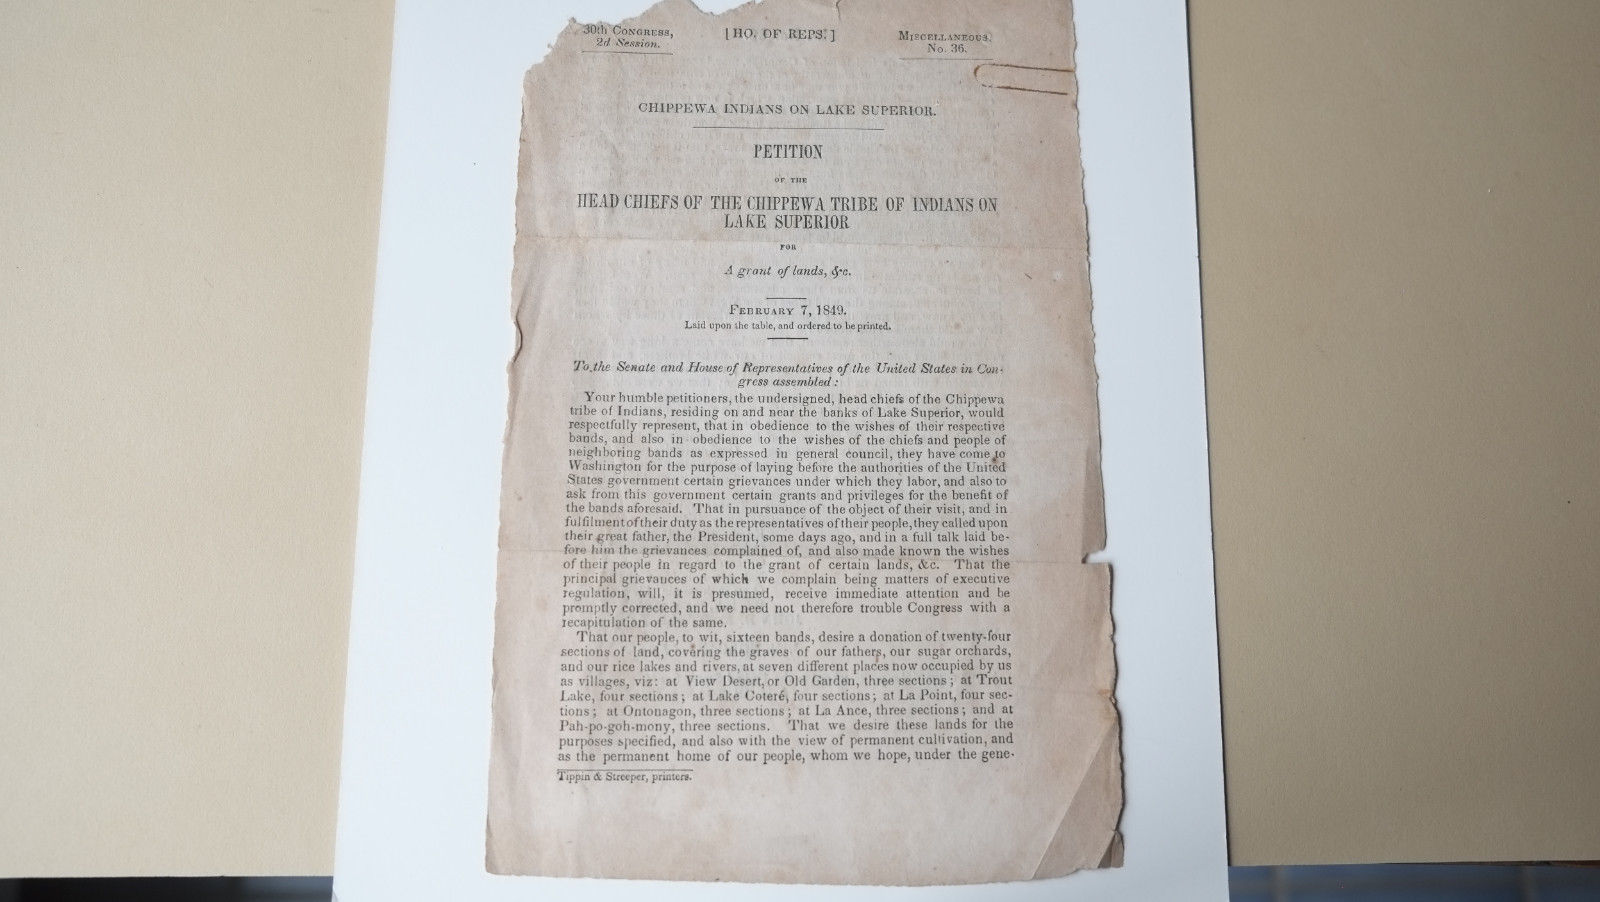 30th Congress,
2d Session.
[HO. OF REPS.]
Miscellaneous.
No. 36.
CHIPPEWA INDIANS ON LAKE SUPERIOR.
PETITION
OF THE
HEAD CHIEFS OF THE CHIPPEWA TRIBE OF INDIANS ON
LAKE SUPERIOR
FOR
A grant of lands, &c.
February 7, 1849.
Laid upon the table, and ordered to be printed.
To the Senate and House of Representatives of the United States in Con-
gress assembled:
Your humble petitioners, the undersigned, head chiefs of the Chippewa
tribe of Indians, residing on and near the banks of Lake Superior, would
respectfully represent, that in obedience to the wishes of their respective
bands, and also in obedience to the wishes of the chiefs and people of
neighboring bands as expressed in general council, they have come to
Washington for the purpose of laying before the authorities of the United
States government certain grievances under which they labor, and also to
ask from this government certain grants and privileges for the benefit of
the bands aforesaid. That in pursuance of the object of their visit, and in
fulfilment of their duty as the representatives of their people, they called upon
their great father, the President, some days ago, and in a full talk laid be-
fore him the grievances complained of, and also made known the wishes
of their people in regard to the grant of certain lands, &c. That the
principal grievances of which we complain being matters of executive
regulation, will, it is presumed, receive immediate attention and be
promptly corrected, and we need not therefore trouble Congress with a
recapitulation of the same.
That our people, to wit, sixteen bands, desire a donation of twenty-four
sections of land, covering the graves of our fathers, our sugar orchards,
and our rice lakes and rivers, at seven different places now occupied by us
as villages, viz: at View Desert, or Old Garden, three sections; at Trout
Lake, four sections; at Lake Coteré, four sections; at La Point, four sec-
tions; at Ontonagon, three sections; at La Ance, three sections; and at
Pah-po-goh-mony, three sections. That we desire these lands for the
purposes specified, and also with the view of permanent cultivation, and
as the permanent home of our people, whom we hope, under the gene-
Tippin & Streeper, printers.